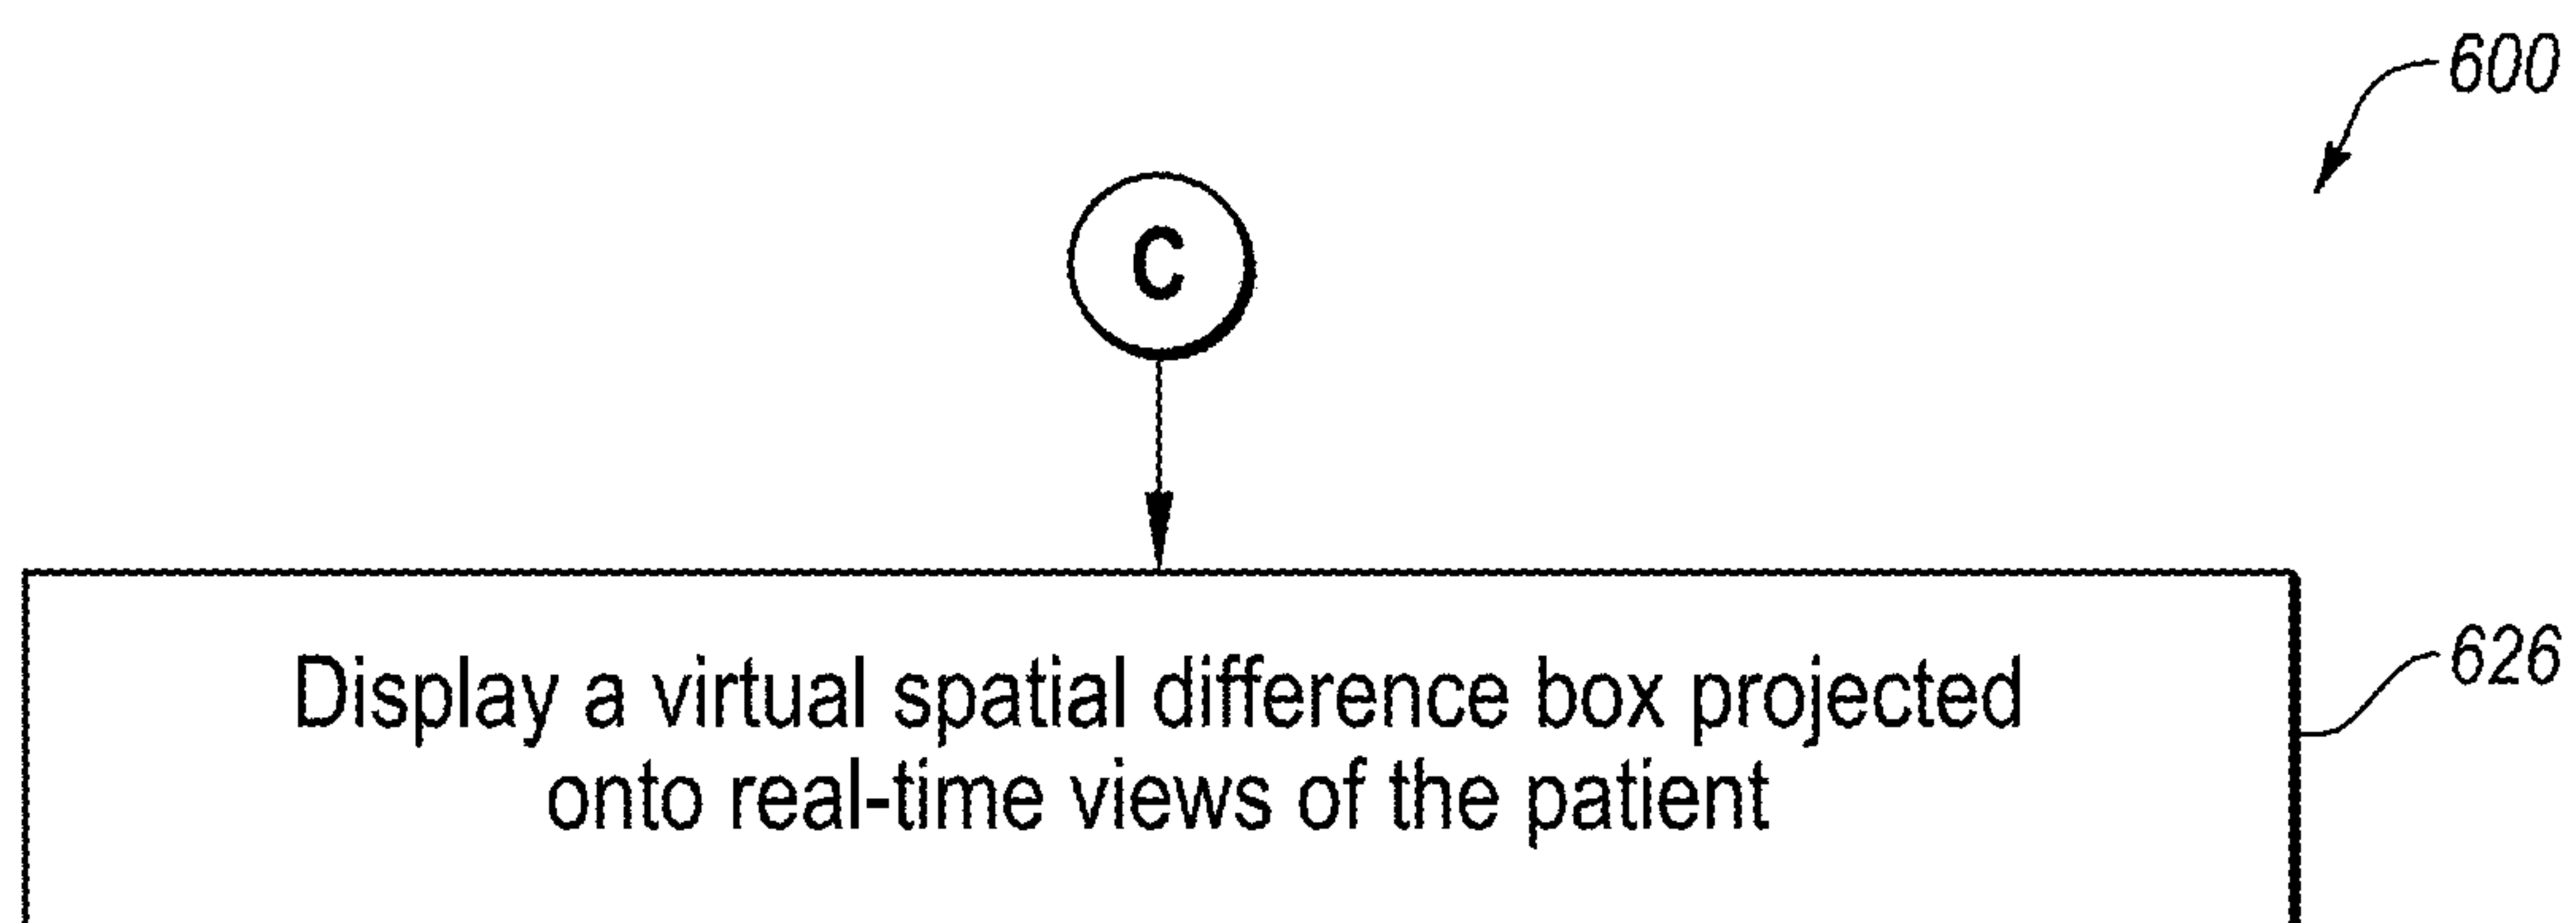 600
C
Display a virtual spatial difference box projected
626
onto real-time views of the patient